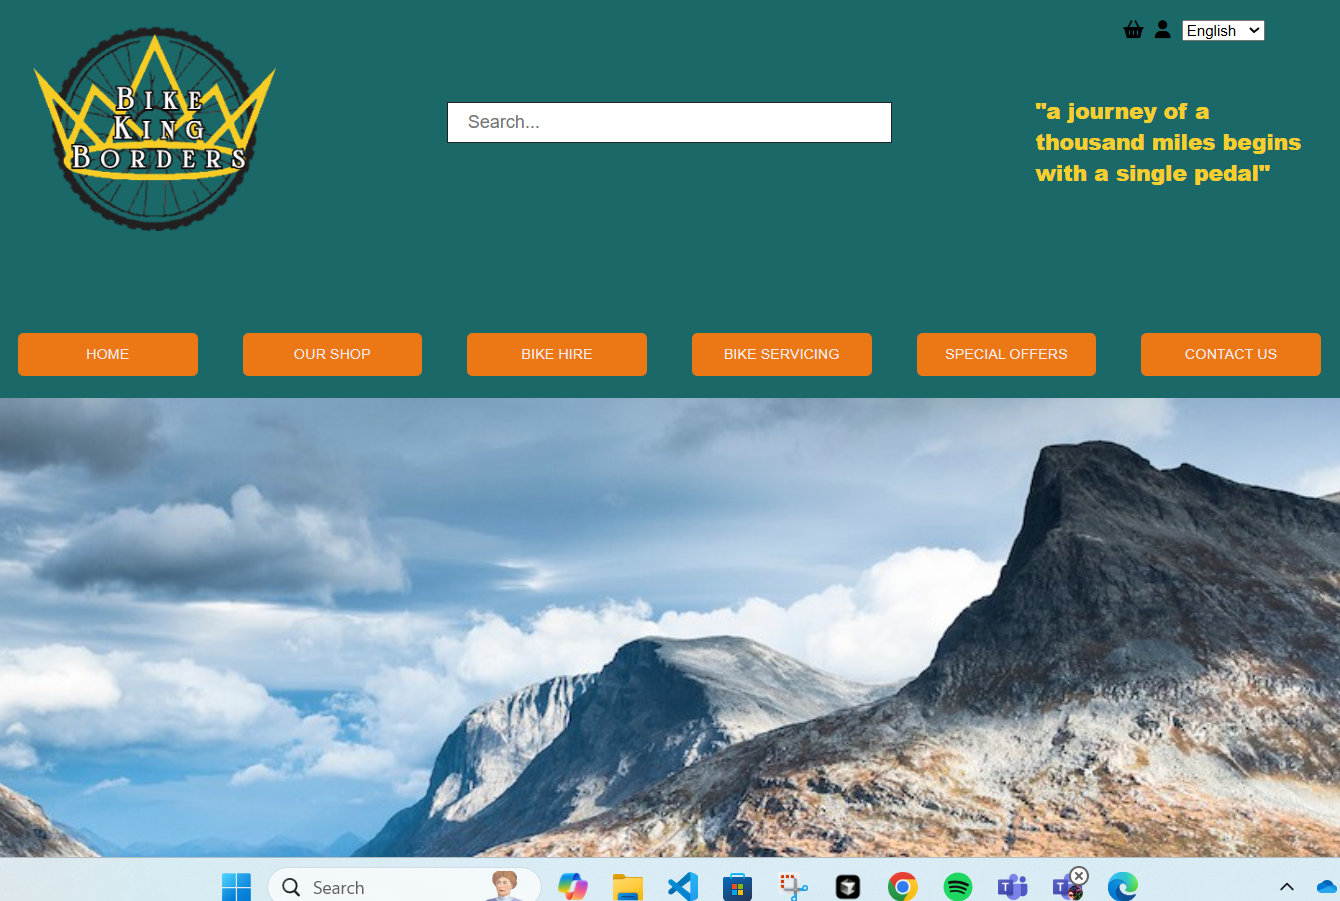 English
BIKE
KING
BORDERS
Search...
"a journey of a
thousand miles begins
with a single pedal"
HOME
OUR SHOP
BIKE HIRE
BIKE SERVICING
SPECIAL OFFERS
CONTACT US
Search